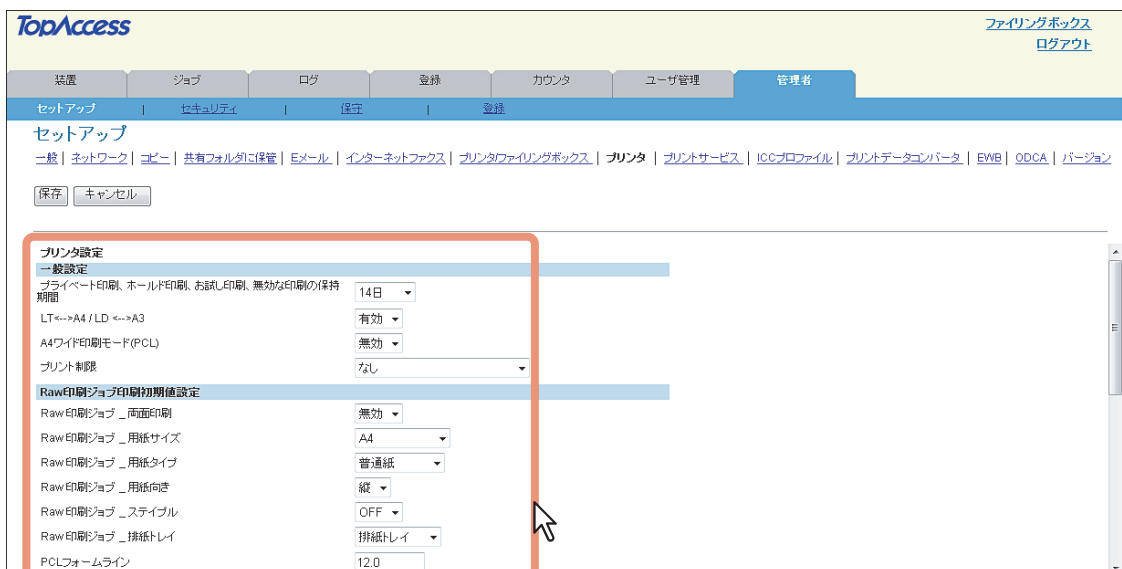 TopAccess
ファイリングボックス
ログアウト
装置 ジョブ ログ 登録 カウンタ ユーザ管理 管理者
セットアップ | セキュリティ | 保守 | 登録
セットアップ
一般 | ネットワーク | コピー | 共有フォルダに保管 | Eメール | インターネットファクス | プリンタ/ファイリングボックス | プリンタ | プリントサービス | ICCプロファイル | プリントデータコンバータ | EWB | ODCA | バージョン
保存 キャンセル
プリンタ設定
一般設定
プライベート印刷、ホールド印刷、お試し印刷、無効な印刷の保持
期間 14日
LT<-->A4 / LD <-->A3 有効
A4ワイド印刷モード(PCL) 無効
プリント制限 なし
Raw印刷ジョブ印刷初期値設定
Raw印刷ジョブ _ 両面印刷 無効
Raw印刷ジョブ _ 用紙サイズ A4
Raw印刷ジョブ _ 用紙タイプ 普通紙
Raw印刷ジョブ _ 用紙向き 縦
Raw印刷ジョブ _ ステイプル OFF
Raw印刷ジョブ _ 排紙トレイ 排紙トレイ
PCLフォームライン 12.0